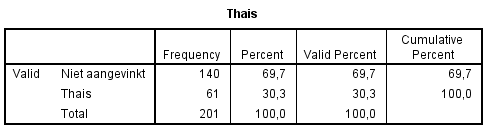 Thais
Frequency Percent Valid Percent Cumulative Percent
Valid Niet aangevinkt 140 69,7 69,7 69,7
Thais 61 30,3 30,3 100,0
Total 201 100,0 100,0